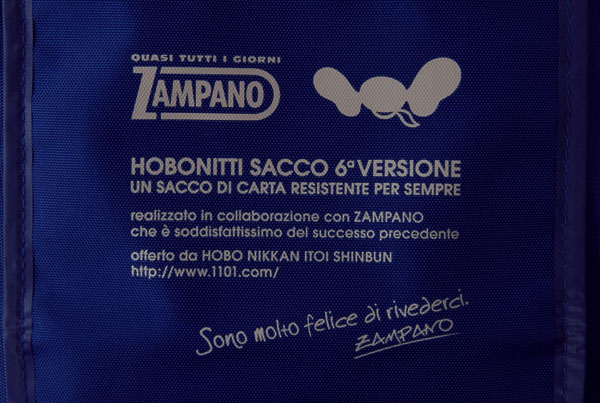 QUASI TUTTI I GIORNI
ZAMPANO
HOBONITTI SACCO 6ª VERSIONE
UN SACCO DI CARTA RESISTENTE PER SEMPRE
realizzato in collaborazione con ZAMPANO
che è soddisfattissimo del successo precedente
offerto da HOBO NIKKAN ITOI SHINBUN
http://www.1101.com/
Sono molto felice di rivederci.
ZAMPANO